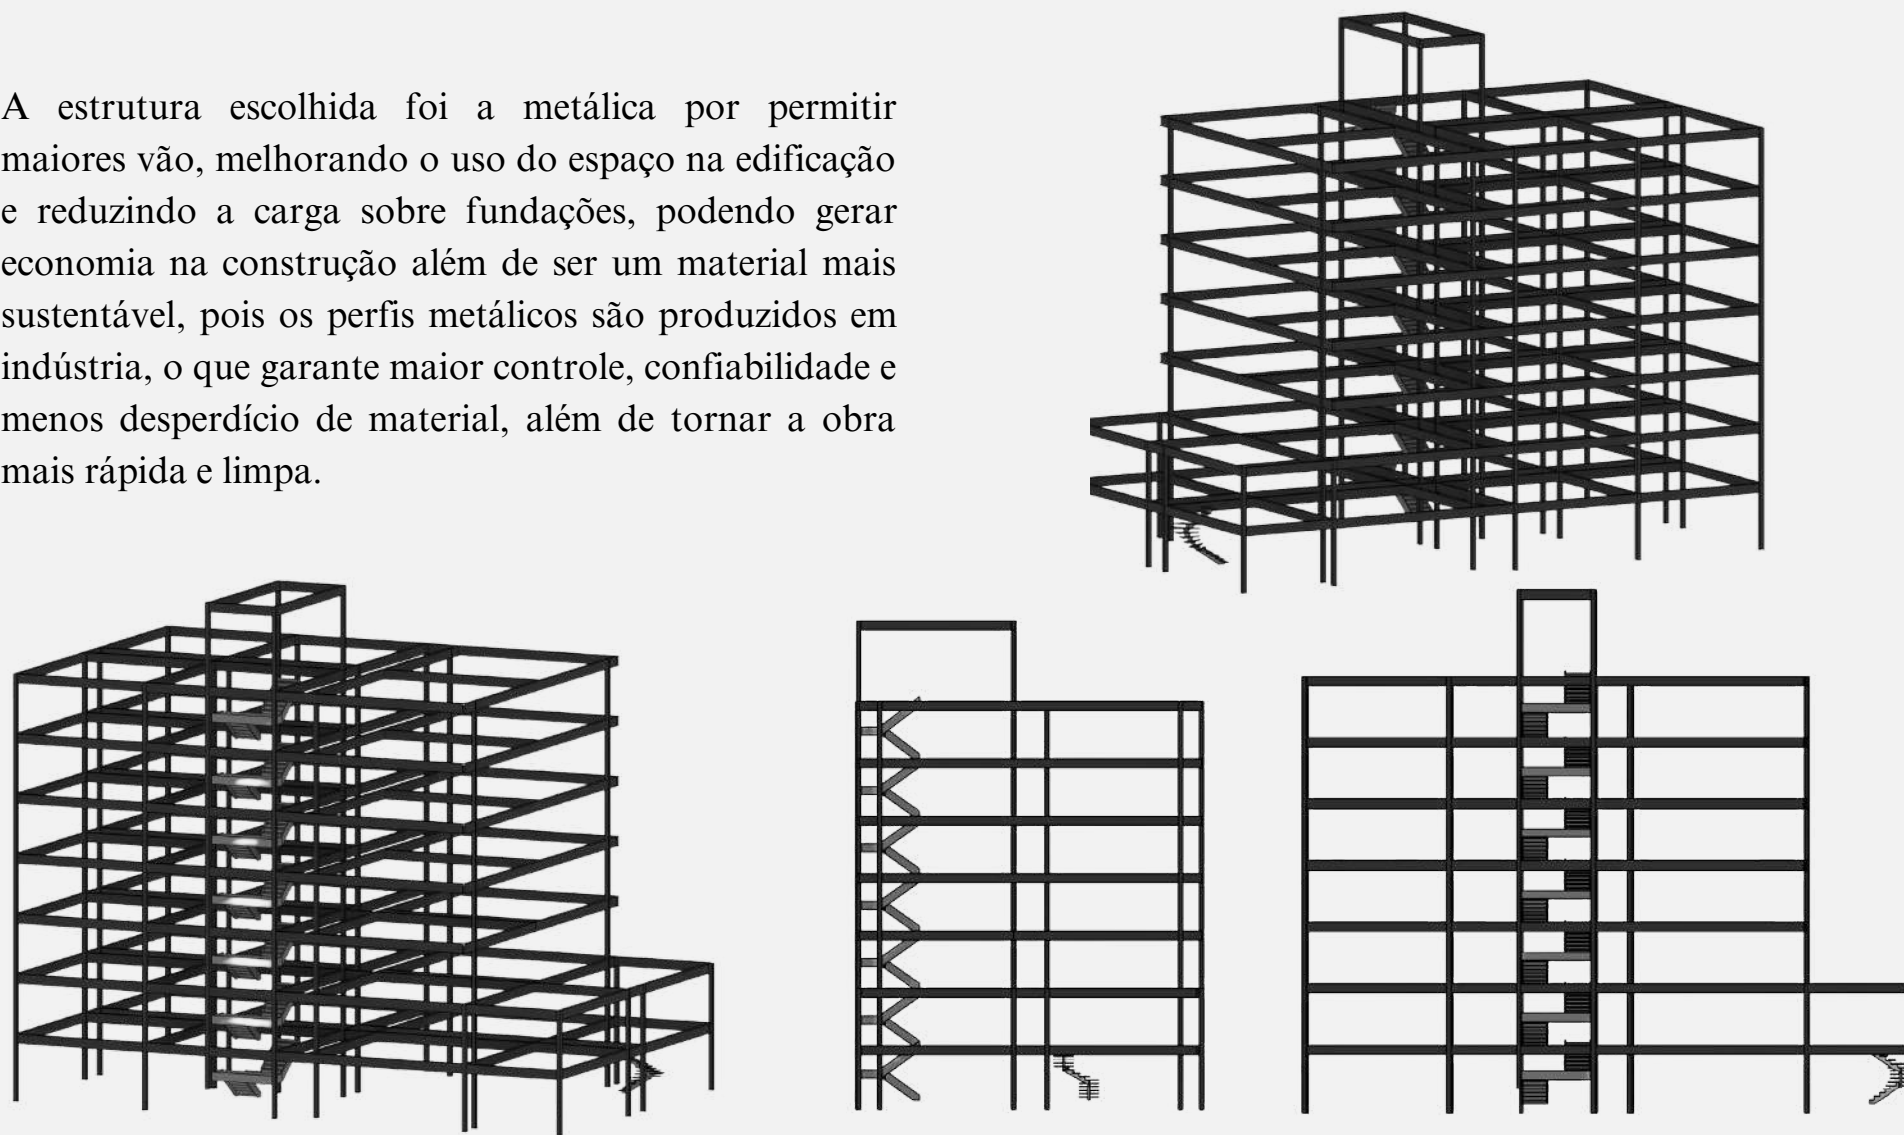 A estrutura escolhida foi a metálica por permitir
maiores vão, melhorando o uso do espaço na edificação
e reduzindo a carga sobre fundações, podendo gerar
economia na construção além de ser um material mais
sustentável, pois os perfis metálicos são produzidos em
indústria, o que garante maior controle, confiabilidade e
menos desperdício de material, além de tornar a obra
mais rápida e limpa.